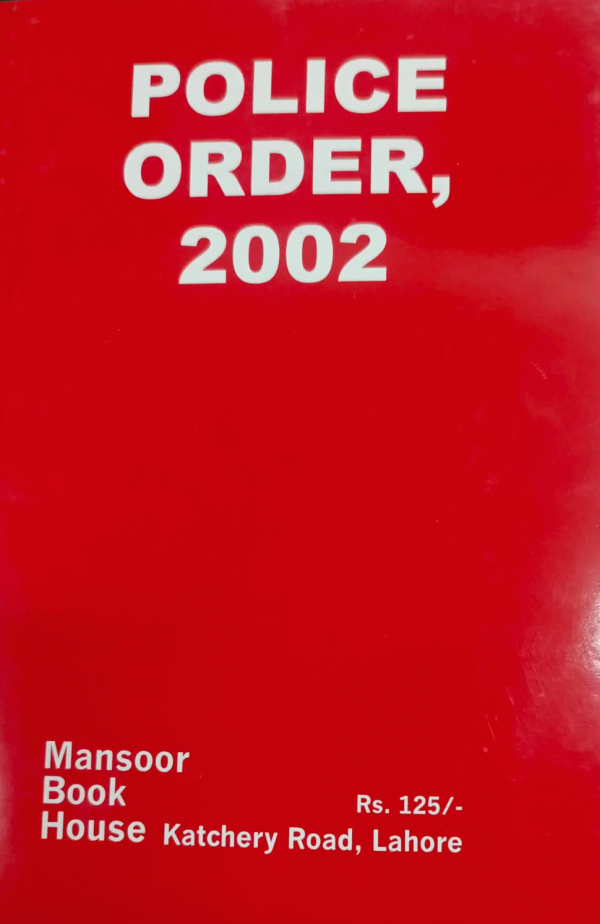 POLICE
ORDER,
2002
Mansoor
Book
House
Rs. 125/-
Katchery Road, Lahore